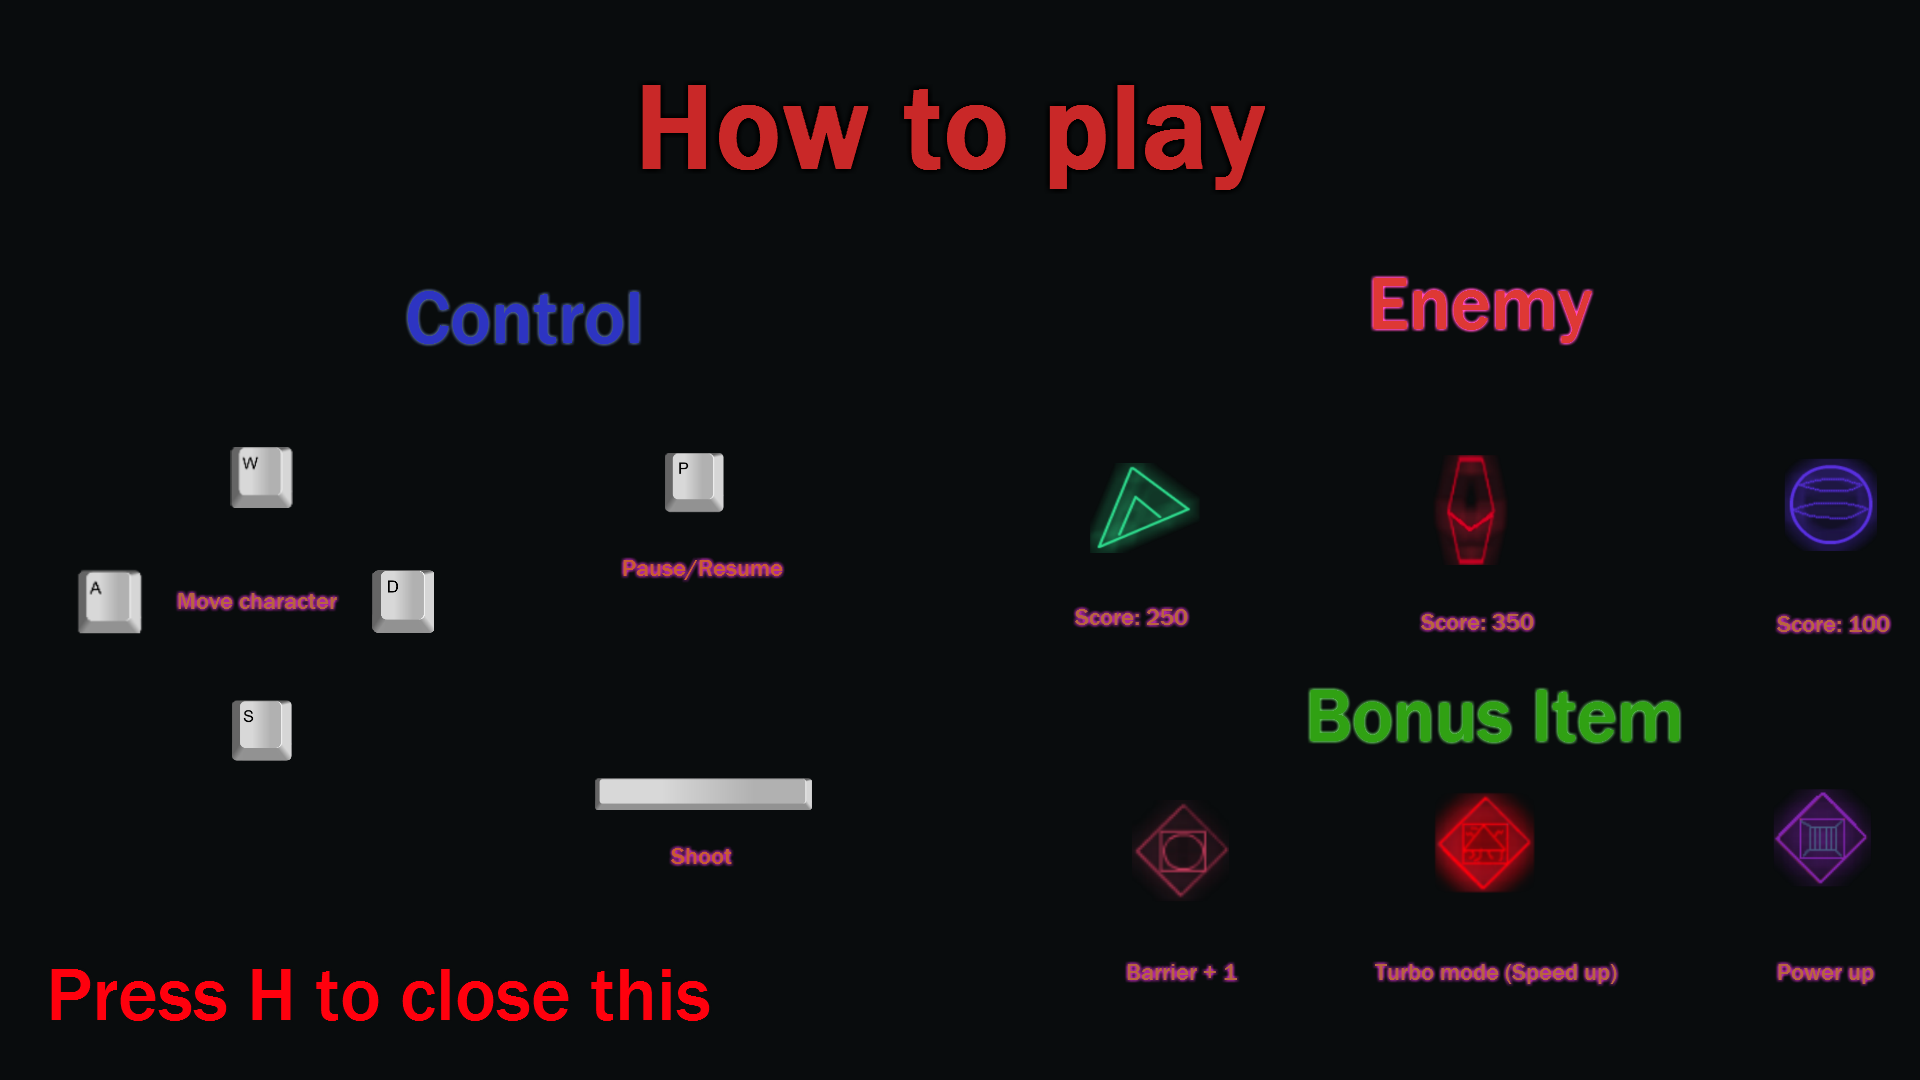 How to play
Control
W
A
Move character
D
S
P
Pause/Resume
Shoot
Enemy
Score: 250
Score: 350
Score: 100
Bonus Item
Barrier + 1
Turbo mode (Speed up)
Power up
Press H to close this